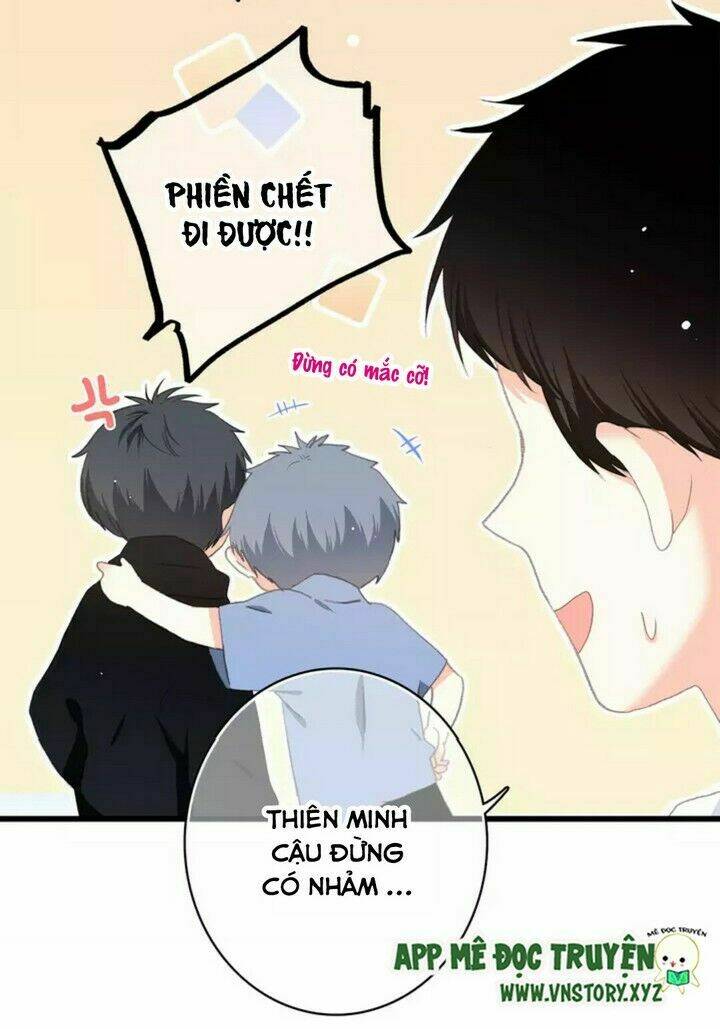 PHIỀN CHẾT
ĐI ĐƯỢC!!
Đừng có mắc cỡ!
THIÊN MINH
CẬU ĐỪNG
CÓ NHẢM ...
MÊ ĐỌC TRUYỆN
APP MÊ ĐỌC TRUYỆN
WWW.VNSTORY.XYZ